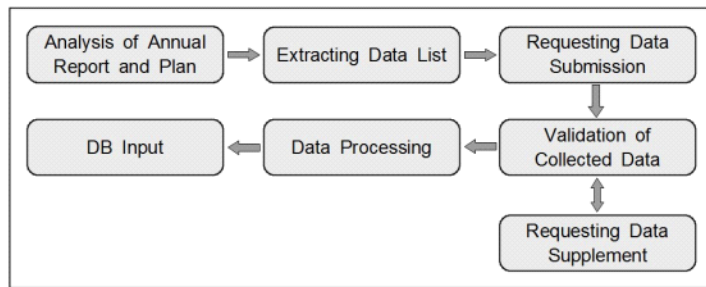 Analysis of Annual
Report and Plan
Extracting Data List
Requesting Data
Submission
DB Input
Data Processing
Validation of
Collected Data
Requesting Data
Supplement